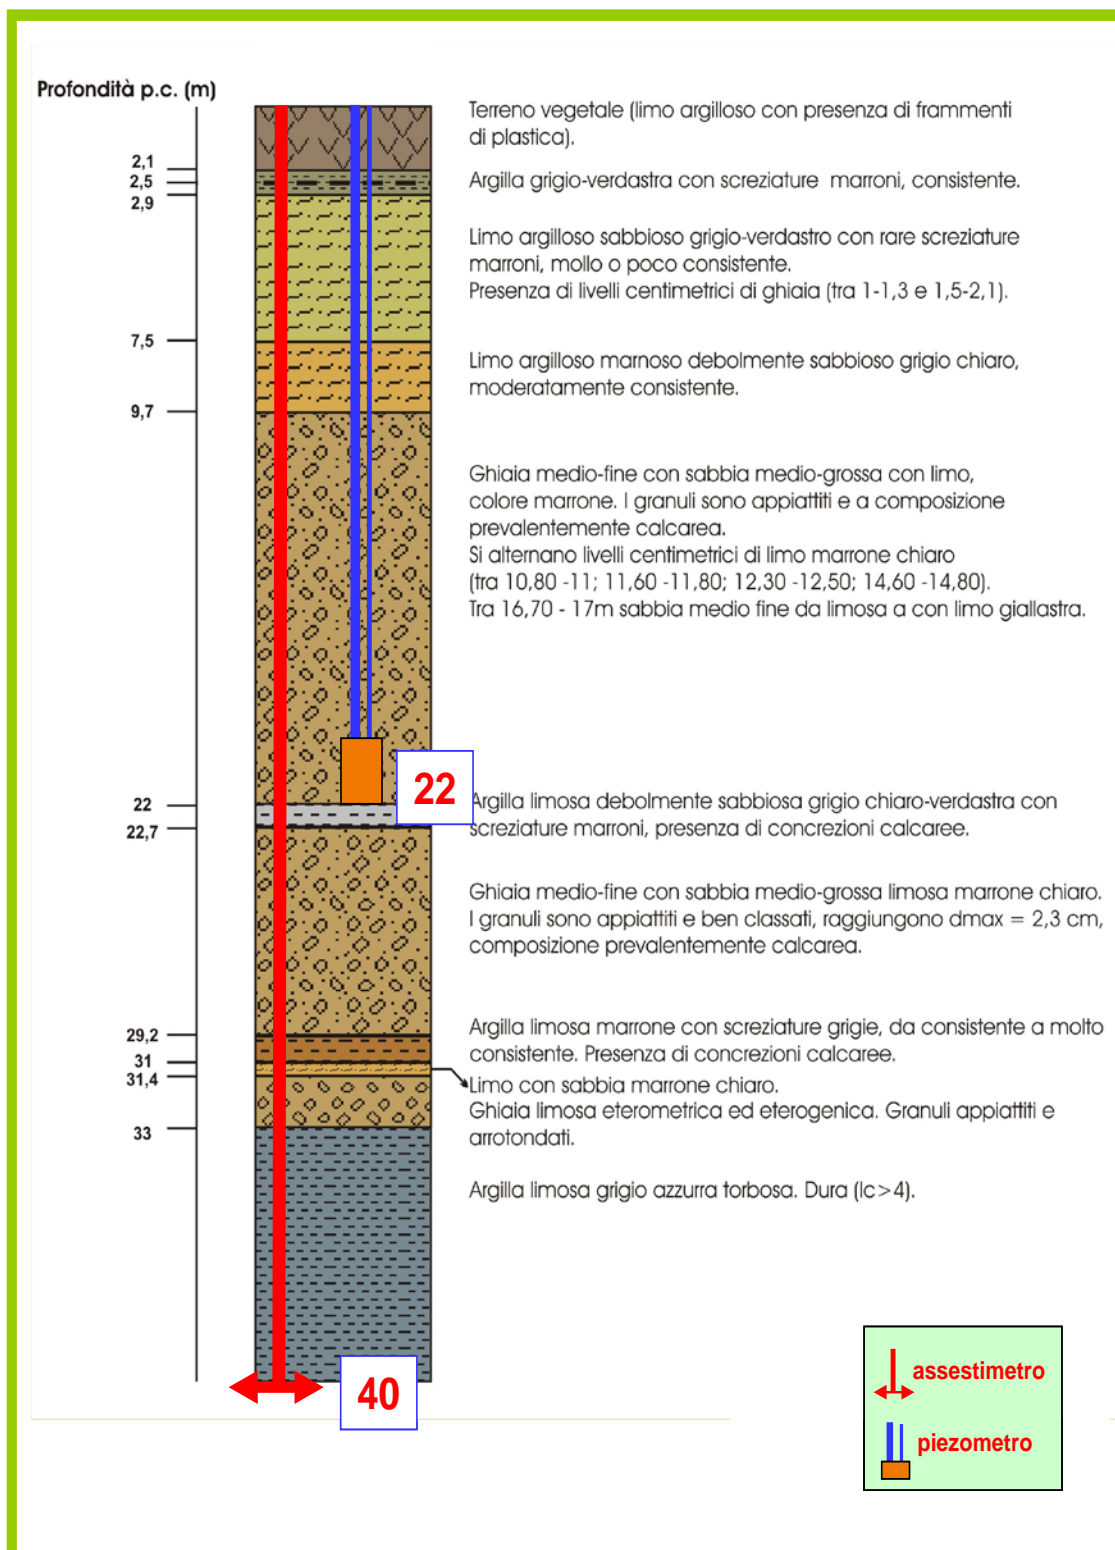 Profondità p.c. (m)
Terreno vegetale (limo argilloso con presenza di frammenti
di plastica).
2,1
2,5
2,9
Argilla grigio-verdastra con screziature marroni, consistente.
Limo argilloso sabbioso grigio-verdastro con rare screziature
marroni, mollo o poco consistente.
Presenza di livelli centimetrici di ghiaia (tra 1-1,3 e 1,5-2,1).
7,5
Limo argilloso marnoso debolmente sabbioso grigio chiaro,
moderatamente consistente.
9,7
Ghiaia medio-fine con sabbia medio-grossa con limo,
colore marrone. I granuli sono appiattiti e a composizione
prevalentemente calcarea.
Si alternano livelli centimetrici di limo marrone chiaro
(tra 10,80 -11; 11,60 -11,80; 12,30 -12,50; 14,60 -14,80).
Tra 16,70 - 17m sabbia medio fine da limosa a con limo giallastra.
22
22
22,7
Argilla limosa debolmente sabbiosa grigio chiaro-verdastra con
screziature marroni, presenza di concrezioni calcaree.
Ghiaia medio-fine con sabbia medio-grossa limosa marrone chiaro.
I granuli sono appiattiti e ben classati, raggiungono dmax = 2,3 cm,
composizione prevalentemente calcarea.
29,2
31
31,4
Argilla limosa marrone con screziature grigie, da consistente a molto
consistente. Presenza di concrezioni calcaree.
Limo con sabbia marrone chiaro.
Ghiaia limosa eterometrica ed eterogenica. Granuli appiattiti e
arrotondati.
33
Argilla limosa grigio azzurra torbosa. Dura (Ic>4).
40
assestimetro
piezometro